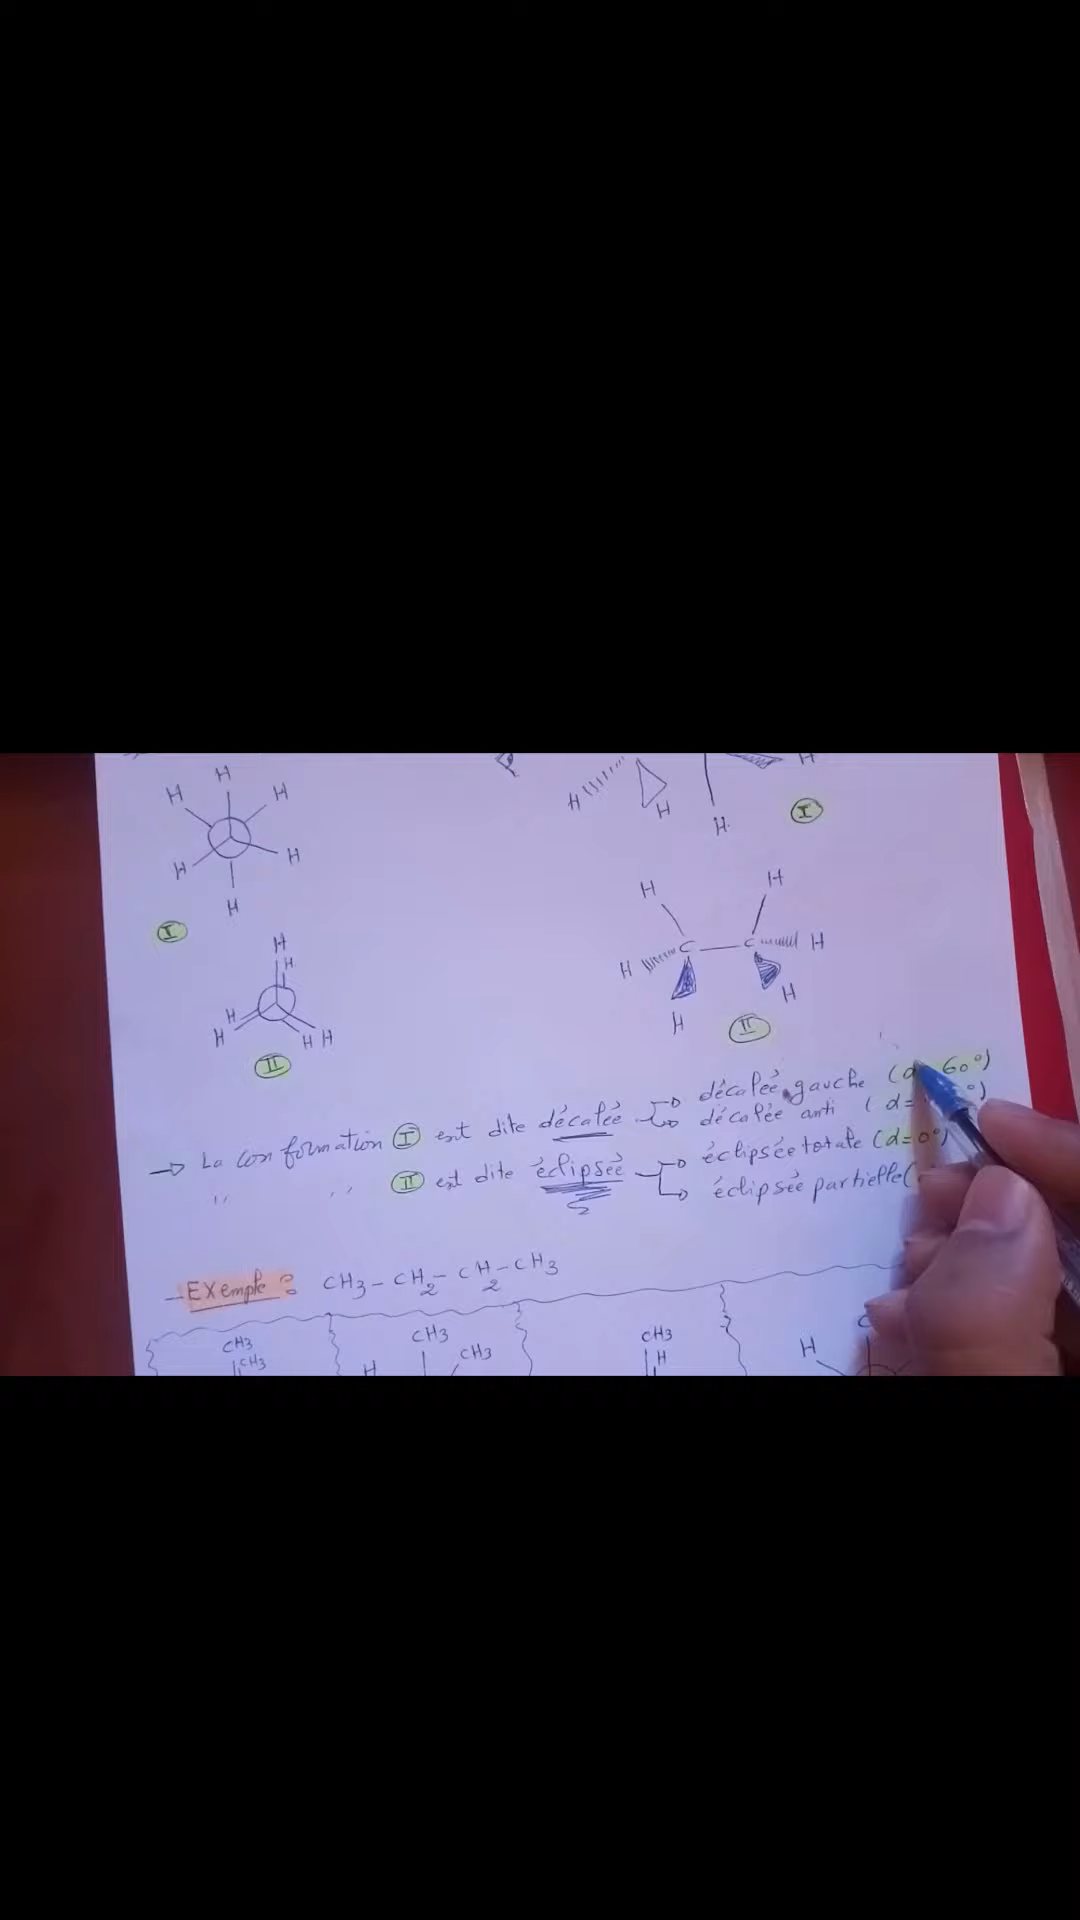 H
H H
H H
H
I
H
H
H
H
H H
II
H
H
H
H
I
H H
H C C H
H
H
II
décalée gauche (d= 60°)
→ La conformation I est dite décalée décalée anti (d=
" " II est dite éclipsée éclipsée totale (d=0°)
éclipsée partielle (
- EXemple : CH3 - CH2 - CH2 - CH3
CH3
CH3
CH3
CH3
H
CH3
H
H